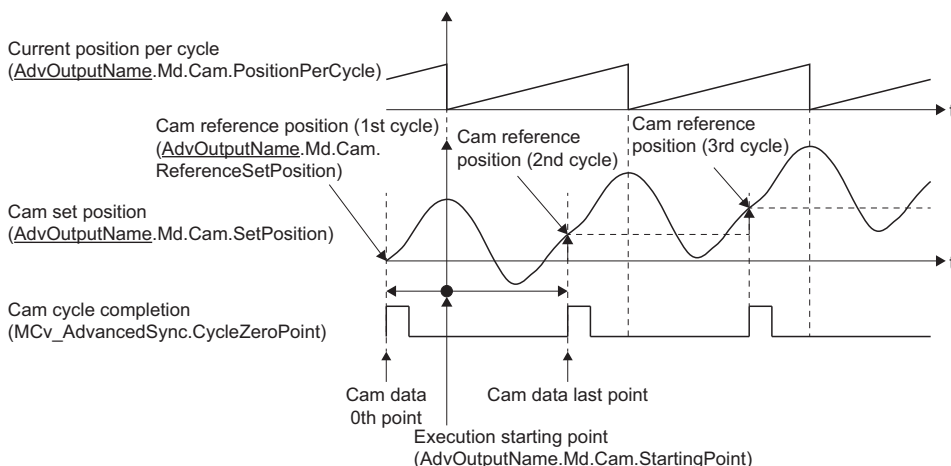 Current position per cycle
(AdvOutputName.Md.Cam.PositionPerCycle)
t
Cam reference position (1st cycle)
(AdvOutputName.Md.Cam.
ReferenceSetPosition)
Cam reference
position (2nd cycle)
Cam reference
position (3rd cycle)
Cam set position
(AdvOutputName.Md.Cam.SetPosition)
t
Cam cycle completion
(MCv_AdvancedSync.CycleZeroPoint)
Cam data
0th point
Cam data last point
Execution starting point
(AdvOutputName.Md.Cam.StartingPoint)